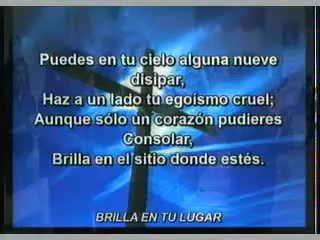 Puedes en tu cielo alguna nueve
disipar,
Haz a un lado tu egoísmo cruel;
Aunque sólo un corazón pudieres
Consolar,
Brilla en el sitio donde estés.
BRILLA EN TU LUGAR